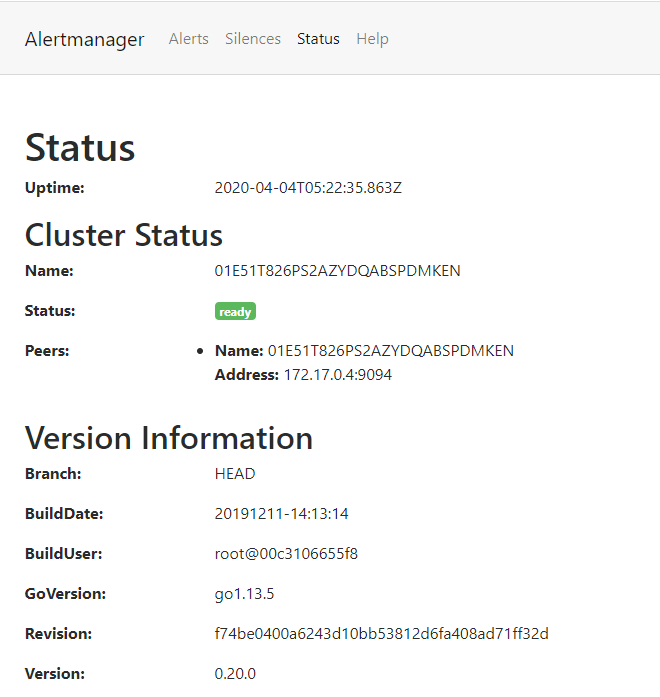 Alertmanager Alerts Silences Status Help
Status
Uptime: 2020-04-04T05:22:35.863Z
Cluster Status
Name: 01E51T826PS2AZYDQABSPDMKEN
Status: ready
Peers: • Name: 01E51T826PS2AZYDQABSPDMKEN
Address: 172.17.0.4:9094
Version Information
Branch: HEAD
BuildDate: 20191211-14:13:14
BuildUser: root@00c3106655f8
GoVersion: go1.13.5
Revision: f74be0400a6243d10bb53812d6fa408ad71ff32d
Version: 0.20.0